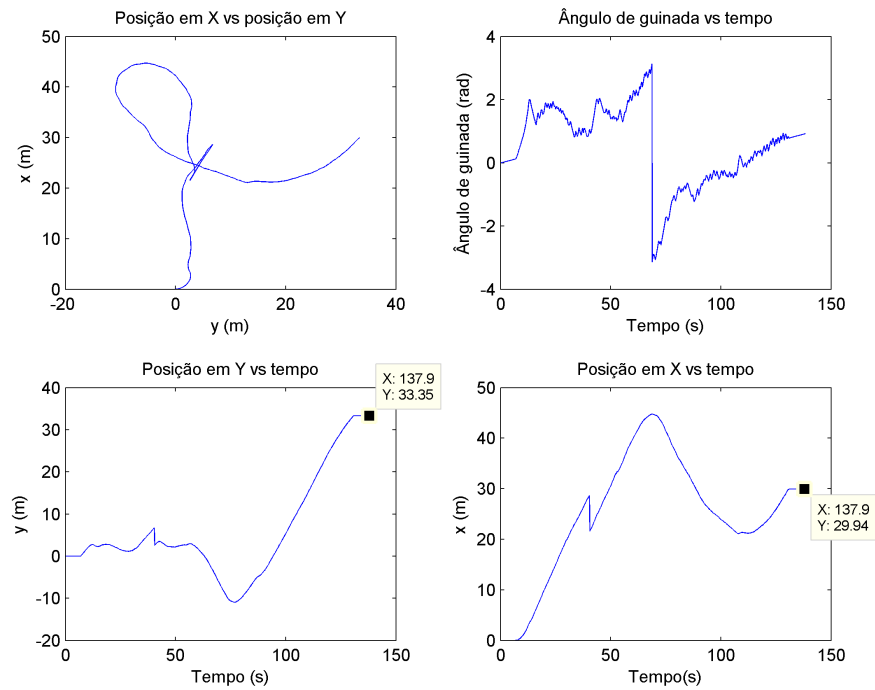 Posição em X vs posição em Y
50
40
30
20
10
0
x (m)
-20
0
20
40
y (m)
Ângulo de guinada vs tempo
4
2
0
-2
-4
Ângulo de guinada (rad)
0
50
100
150
Tempo (s)
Posição em Y vs tempo
40
30
20
10
0
-10
-20
y (m)
X: 137.9
Y: 33.35
0
50
100
150
Tempo (s)
Posição em X vs tempo
50
40
30
20
10
0
x (m)
X: 137.9
Y: 29.94
0
50
100
150
Tempo(s)